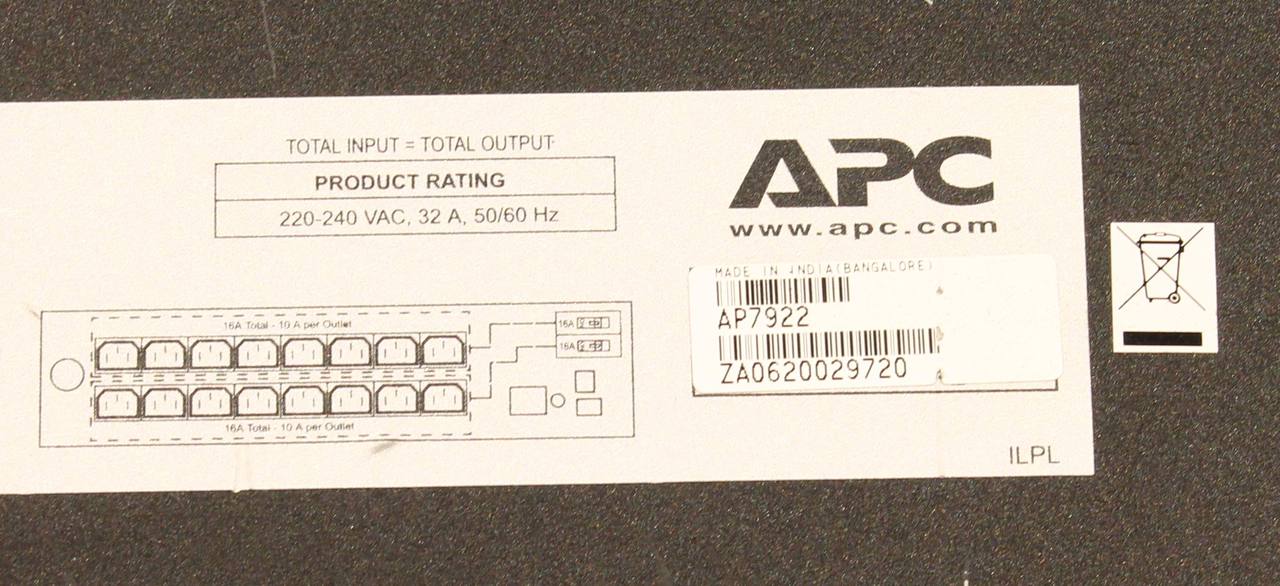 TOTAL INPUT = TOTAL OUTPUT
PRODUCT RATING
220-240 VAC, 32 A, 50/60 Hz
APC
www.apc.com
MADE IN INDIA(BANGALORE)
AP7922
ZA0620029720
16A Total - 10 A per Outlet
16A
16A
16A Total - 10 A per Outlet
ILPL